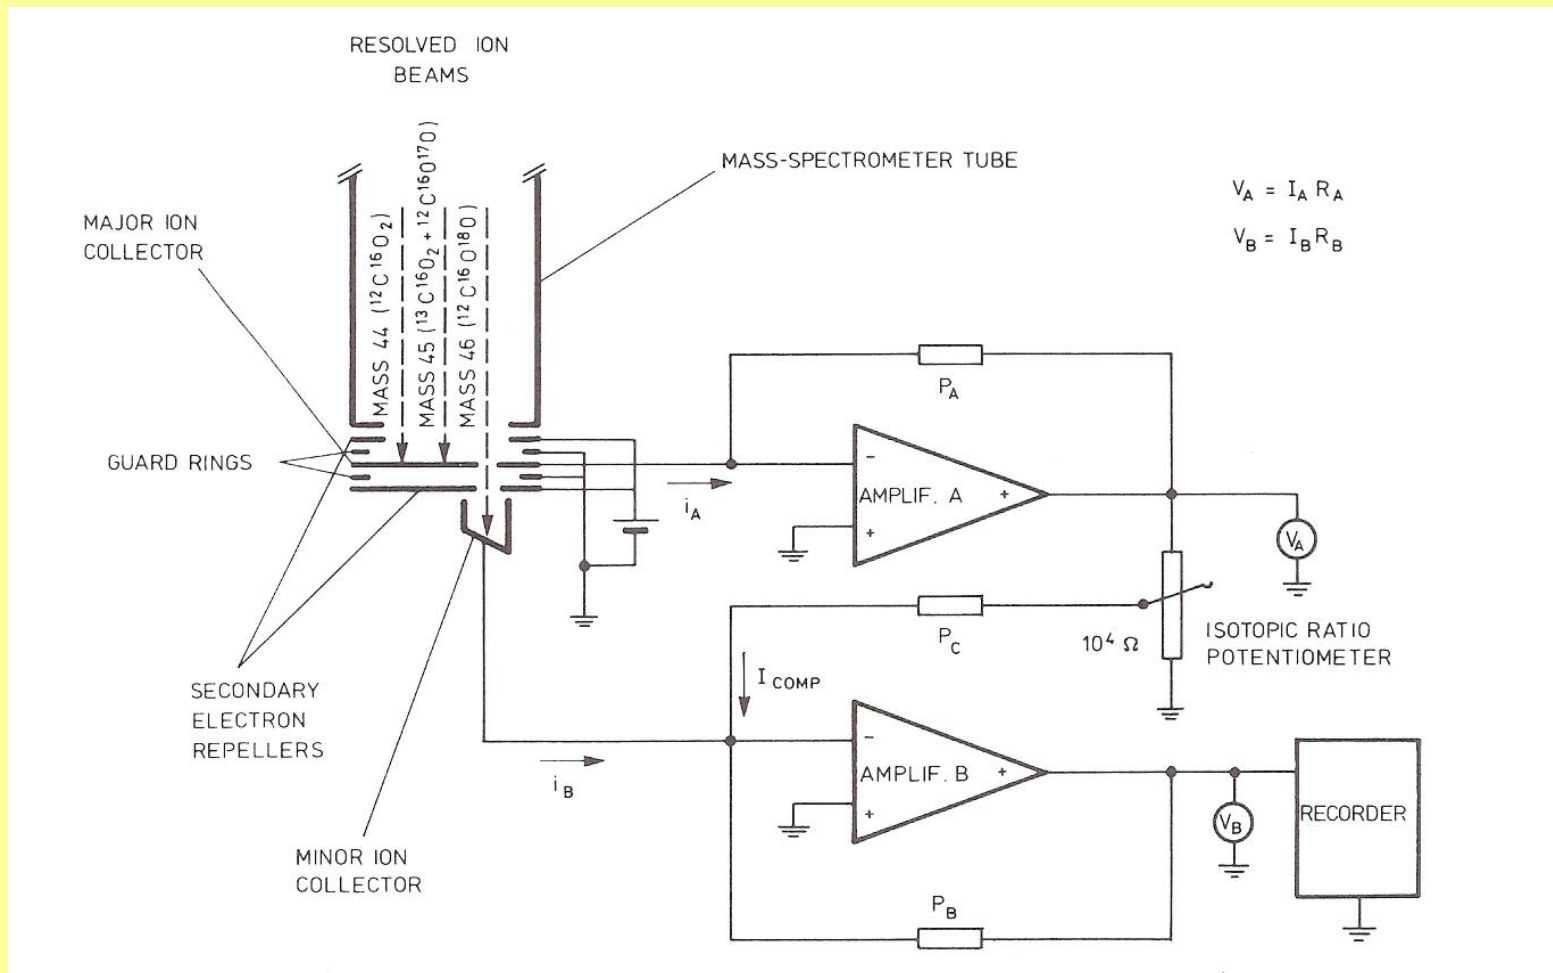 RESOLVED ION
BEAMS
MASS-SPECTROMETER TUBE
V_A = I_A R_A
V_B = I_B R_B
MAJOR ION
COLLECTOR
MASS 44 (¹²C¹⁶O₂)
MASS 45 (¹³C¹⁶O₂ + ¹²C¹⁶O¹⁷O)
MASS 46 (¹²C¹⁶O¹⁸O)
GUARD RINGS
P_A
i_A
AMPLIF. A
-
+
+
V_A
P_C
10⁴ Ω
ISOTOPIC RATIO
POTENTIOMETER
SECONDARY
ELECTRON
REPELLERS
I_COMP
i_B
AMPLIF. B
-
+
+
V_B
RECORDER
MINOR ION
COLLECTOR
P_B